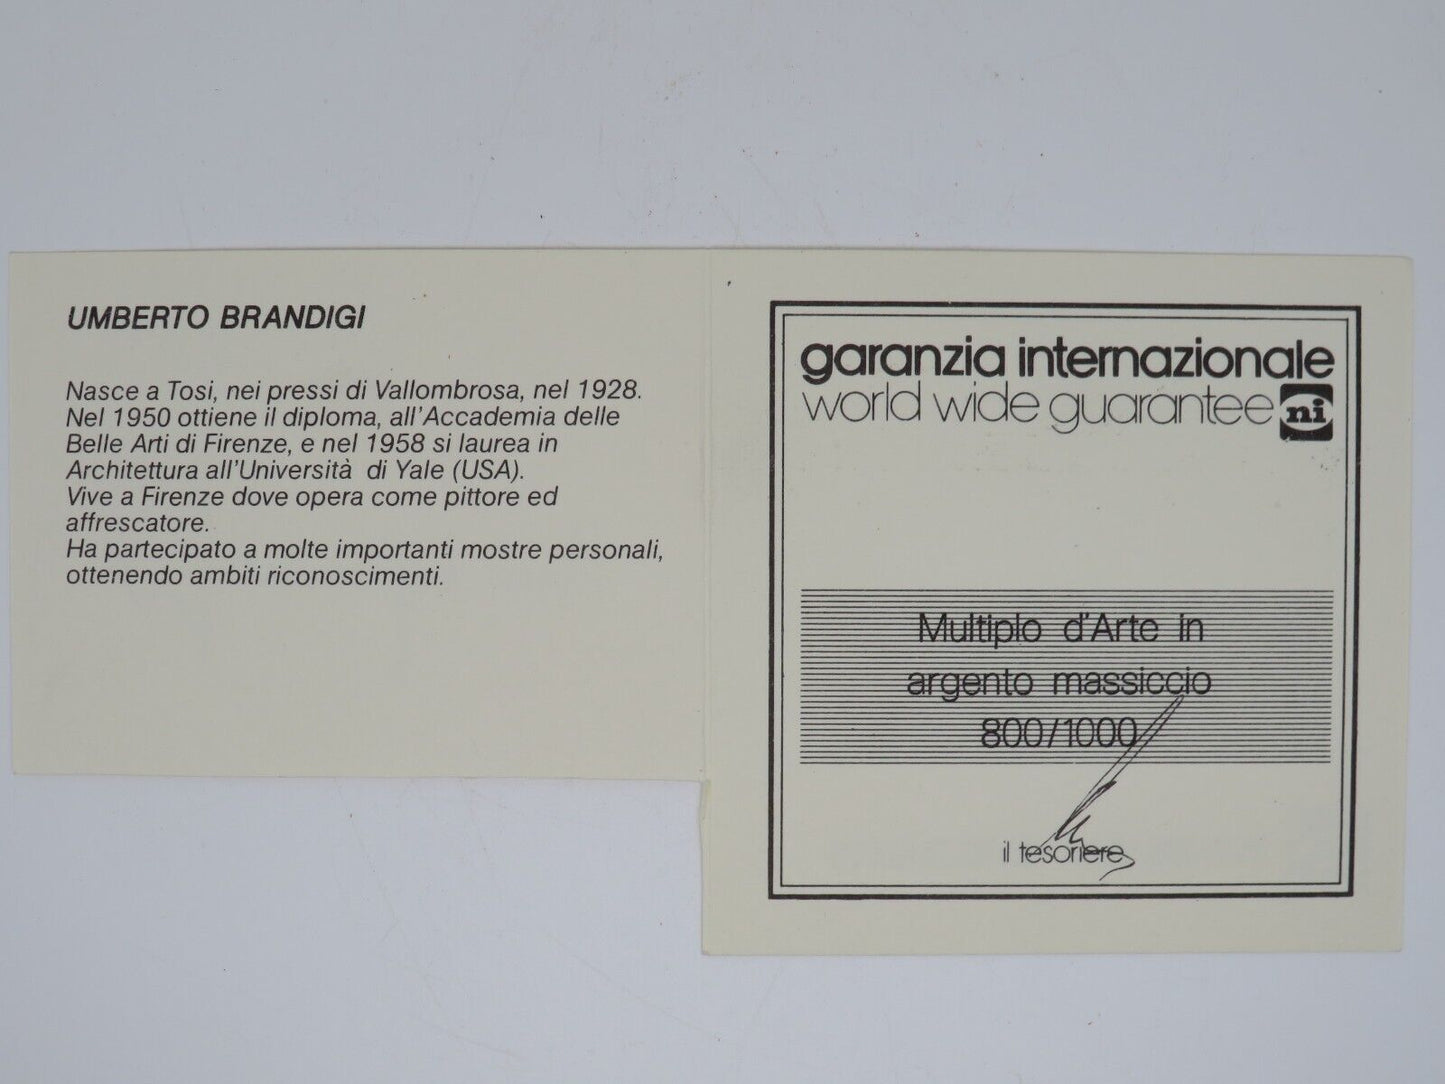 UMBERTO BRANDIGI
Nasce a Tosi, nei pressi di Vallombrosa, nel 1928.
Nel 1950 ottiene il diploma, all'Accademia delle
Belle Arti di Firenze, e nel 1958 si laurea in
Architettura all'Università di Yale (USA).
Vive a Firenze dove opera come pittore ed
affrescatore.
Ha partecipato a molte importanti mostre personali,
ottenendo ambiti riconoscimenti.
garanzia internazionale
world wide guarantee
ni
Multiplo d'Arte in
argento massiccio
800/1000
il tesoriere